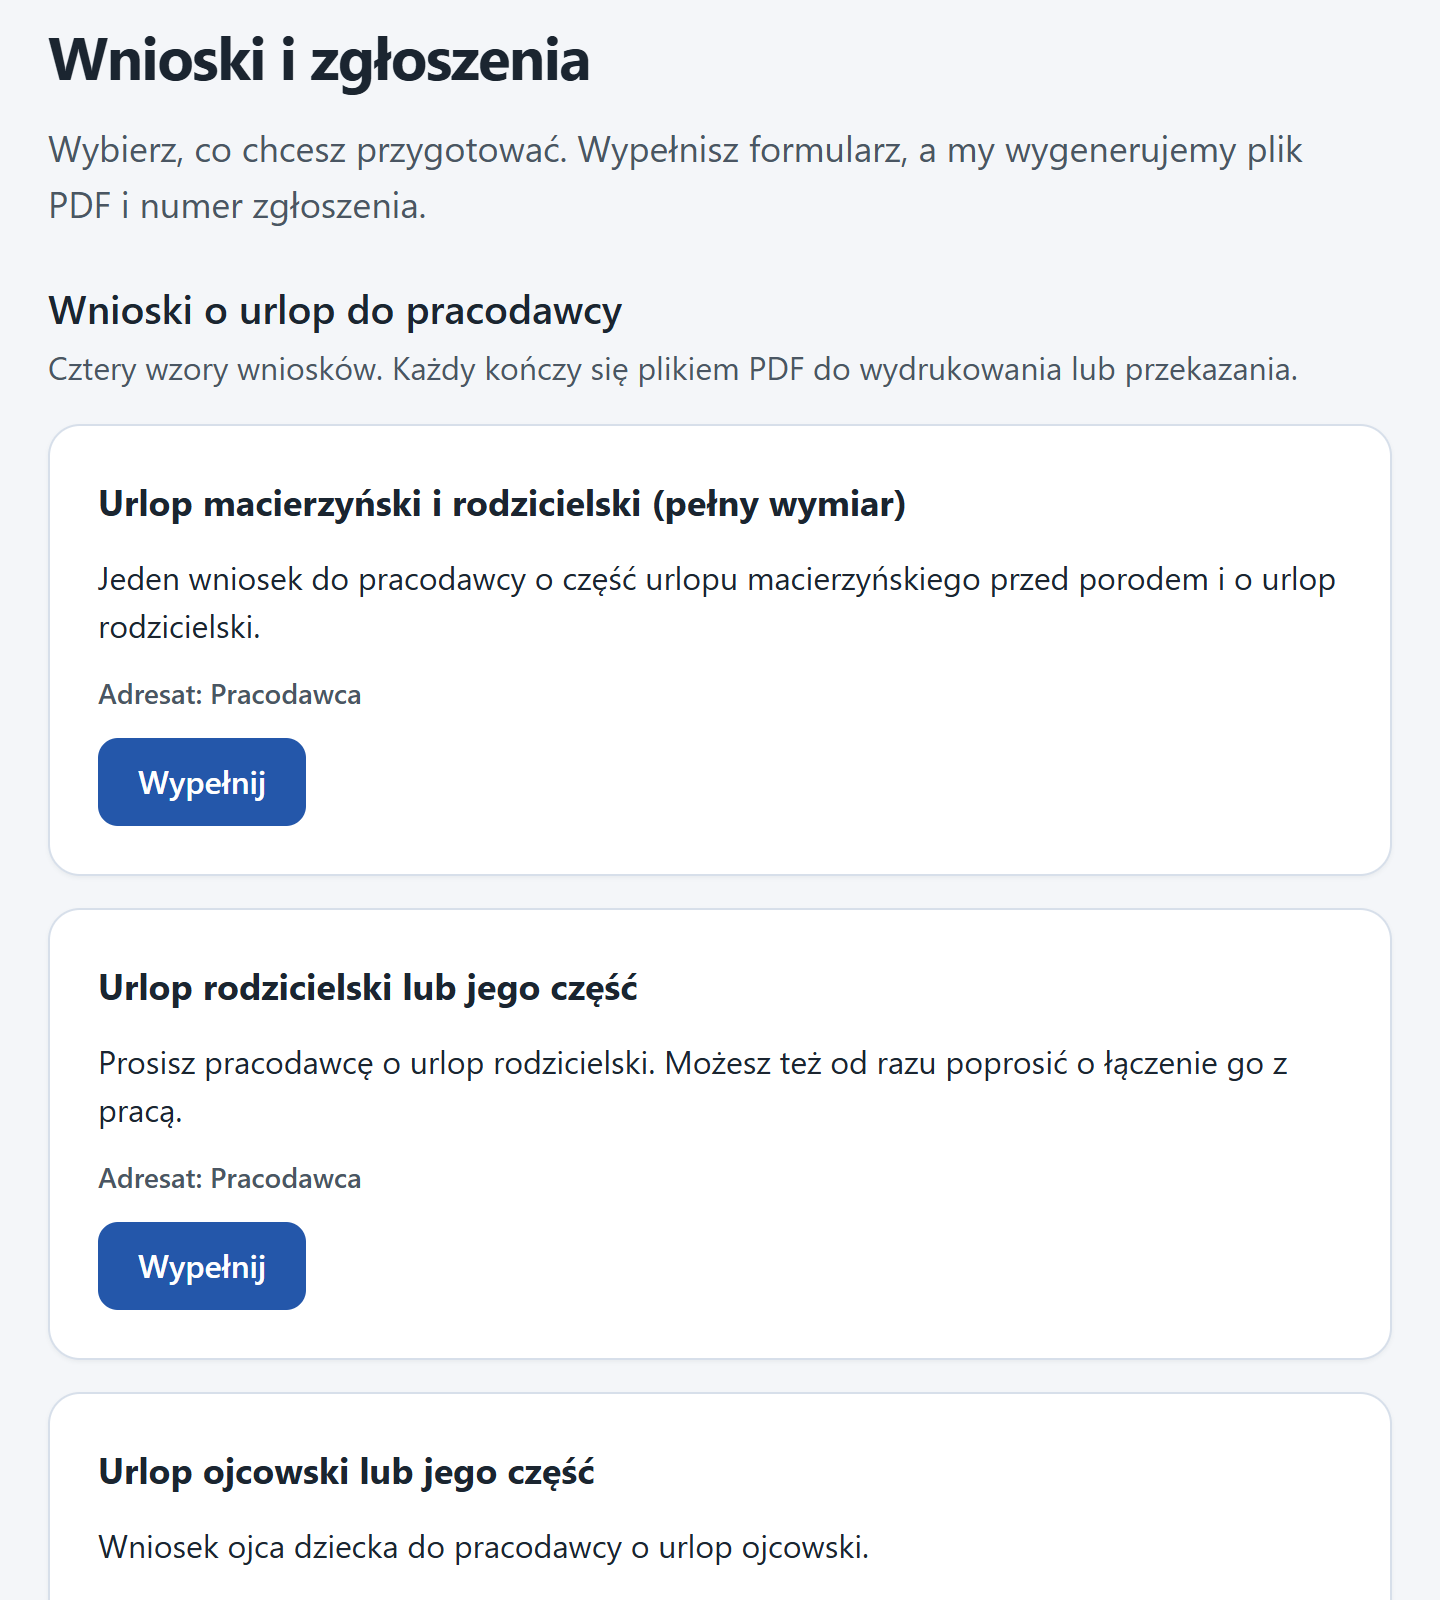 Wnioski i zgłoszenia
Wybierz, co chcesz przygotować. Wypełnisz formularz, a my wygenerujemy plik
PDF i numer zgłoszenia.
Wnioski o urlop do pracodawcy
Cztery wzory wniosków. Każdy kończy się plikiem PDF do wydrukowania lub przekazania.
Urlop macierzyński i rodzicielski (pełny wymiar)
Jeden wniosek do pracodawcy o część urlopu macierzyńskiego przed porodem i o urlop
rodzicielski.
Adresat: Pracodawca
Wypełnij
Urlop rodzicielski lub jego część
Prosisz pracodawcę o urlop rodzicielski. Możesz też od razu poprosić o łączenie go z
pracą.
Adresat: Pracodawca
Wypełnij
Urlop ojcowski lub jego część
Wniosek ojca dziecka do pracodawcy o urlop ojcowski.